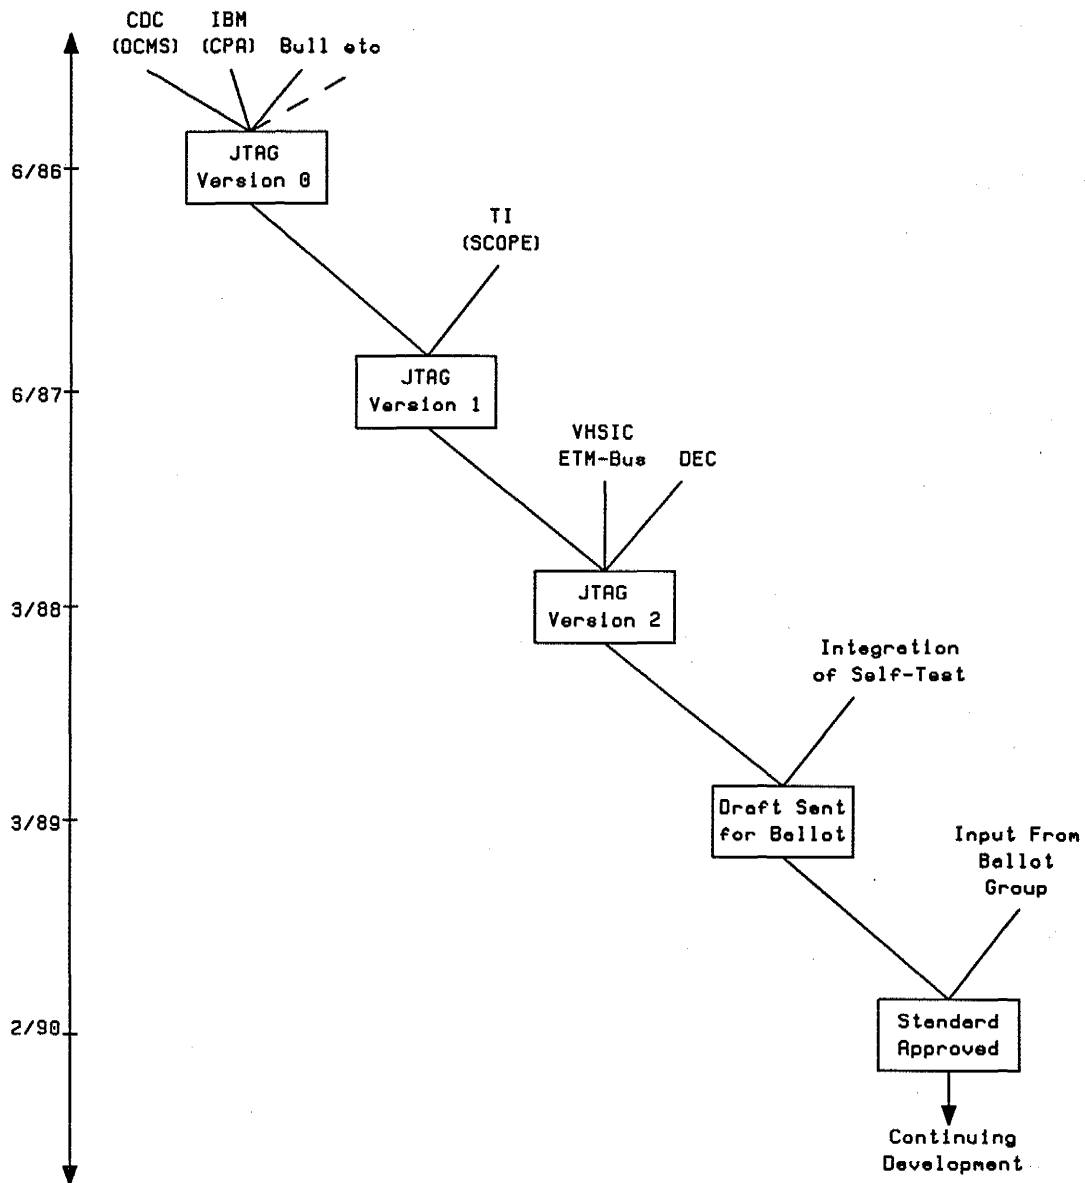 CDC
(OCMS)
IBM
(CPA)
Bull etc
6/86
JTAG
Version 0
TI
(SCOPE)
6/87
JTAG
Version 1
VHSIC
ETM-Bus
DEC
3/88
JTAG
Version 2
Integration
of Self-Test
3/89
Draft Sent
for Ballot
Input From
Ballot
Group
2/90
Standard
Approved
Continuing
Development